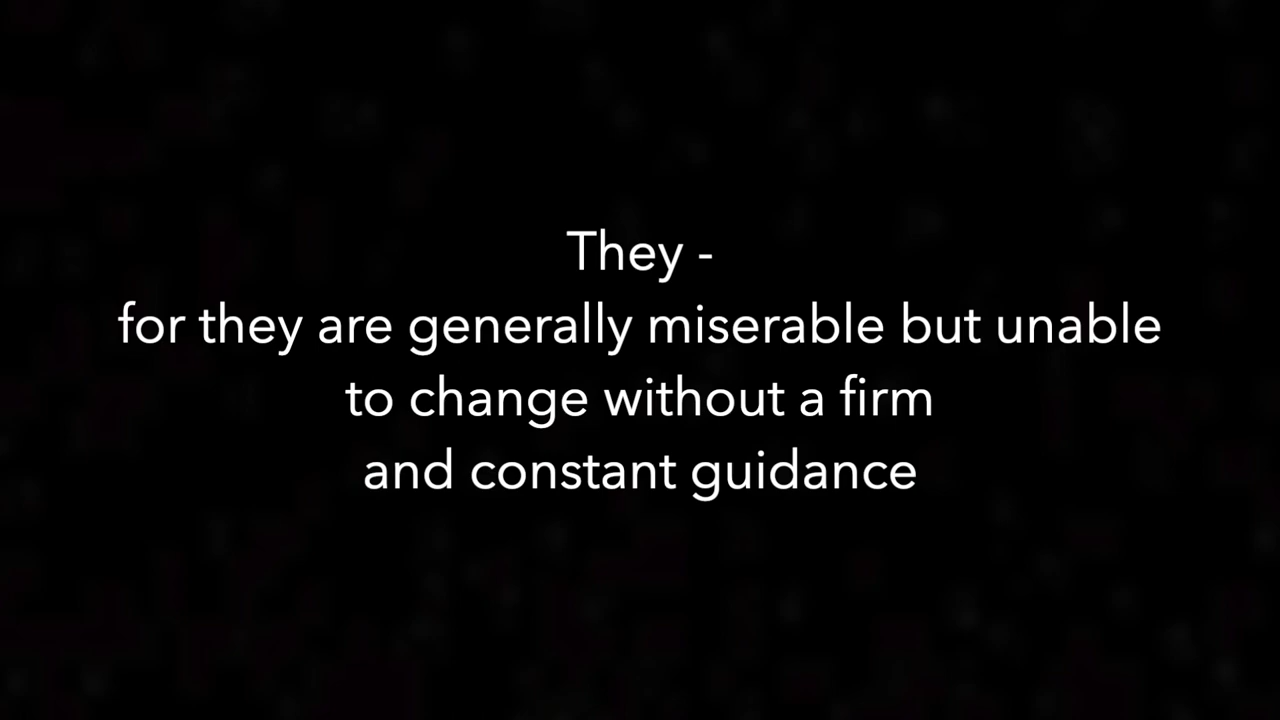 They -
for they are generally miserable but unable
to change without a firm
and constant guidance